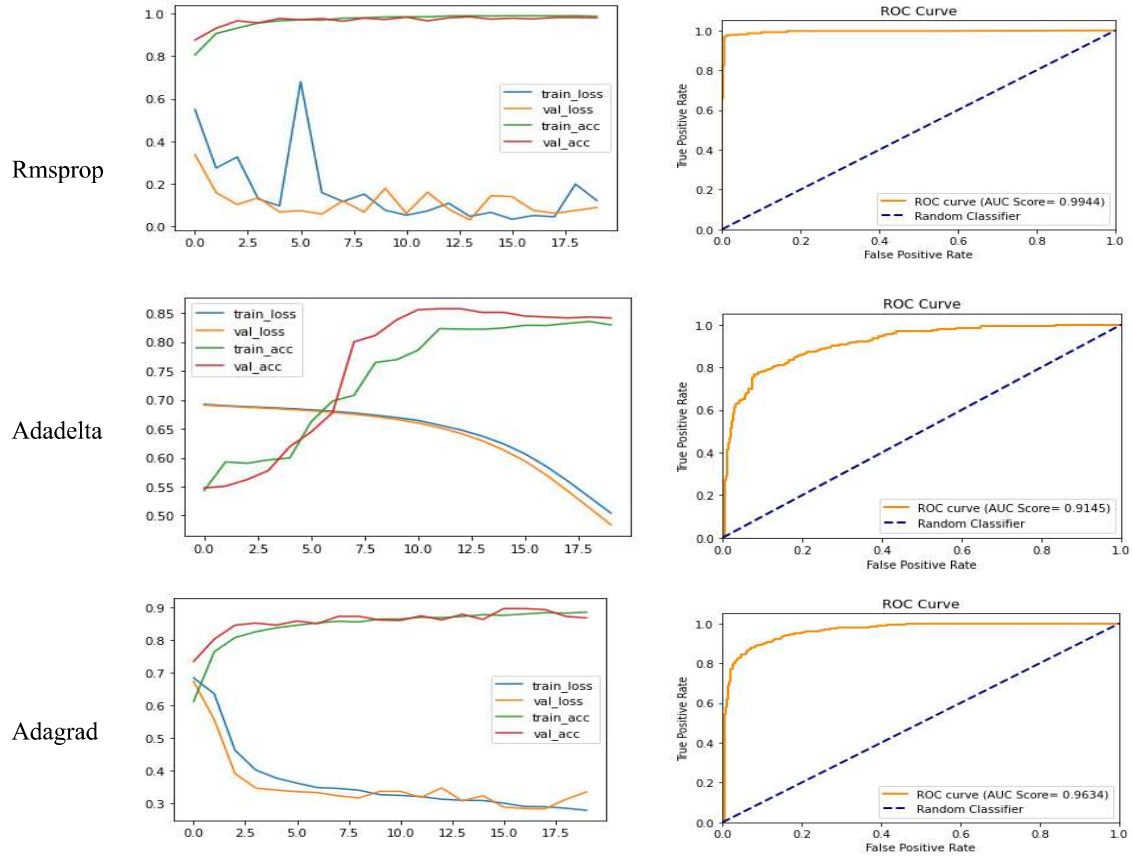 Rmsprop
1.0
0.8
0.6
0.4
0.2
0.0
0.0 2.5 5.0 7.5 10.0 12.5 15.0 17.5
train_loss
val_loss
train_acc
val_acc
ROC Curve
True Positive Rate
1.0
0.8
0.6
0.4
0.2
0.0
0.0 0.2 0.4 0.6 0.8 1.0
False Positive Rate
ROC curve (AUC Score= 0.9944)
Random Classifier
Adadelta
0.85
0.80
0.75
0.70
0.65
0.60
0.55
0.50
0.0 2.5 5.0 7.5 10.0 12.5 15.0 17.5
train_loss
val_loss
train_acc
val_acc
ROC Curve
True Positive Rate
1.0
0.8
0.6
0.4
0.2
0.0
0.0 0.2 0.4 0.6 0.8 1.0
False Positive Rate
ROC curve (AUC Score= 0.9145)
Random Classifier
Adagrad
0.9
0.8
0.7
0.6
0.5
0.4
0.3
0.0 2.5 5.0 7.5 10.0 12.5 15.0 17.5
train_loss
val_loss
train_acc
val_acc
ROC Curve
True Positive Rate
1.0
0.8
0.6
0.4
0.2
0.0
0.0 0.2 0.4 0.6 0.8 1.0
False Positive Rate
ROC curve (AUC Score= 0.9634)
Random Classifier